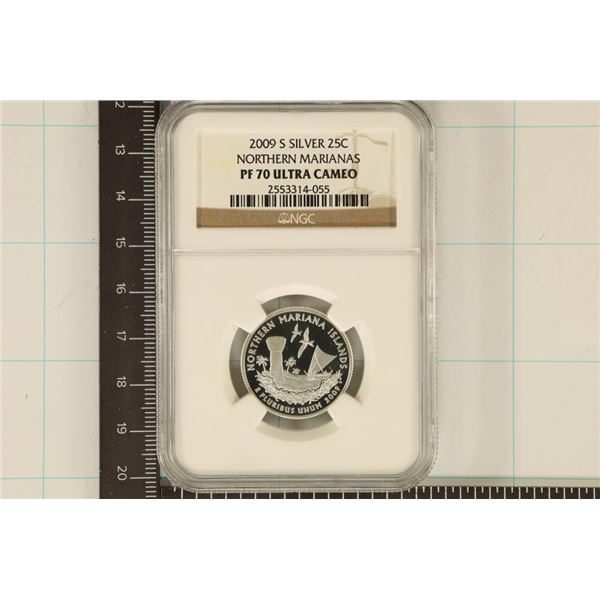 2009 S SILVER 25C
NORTHERN MARIANAS
PF 70 ULTRA CAMEO
2553314-055
NGC
NORTHERN MARIANA ISLANDS
E PLURIBUS UNUM 2009
12
13
14
15
16
17
18
19
20